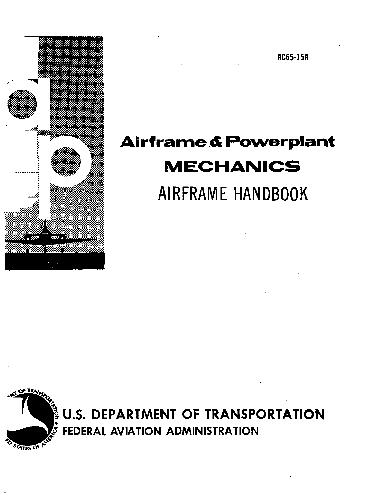 AC65-15A
Airframe & Powerplant
MECHANICS
AIRFRAME HANDBOOK
U.S. DEPARTMENT OF TRANSPORTATION
FEDERAL AVIATION ADMINISTRATION